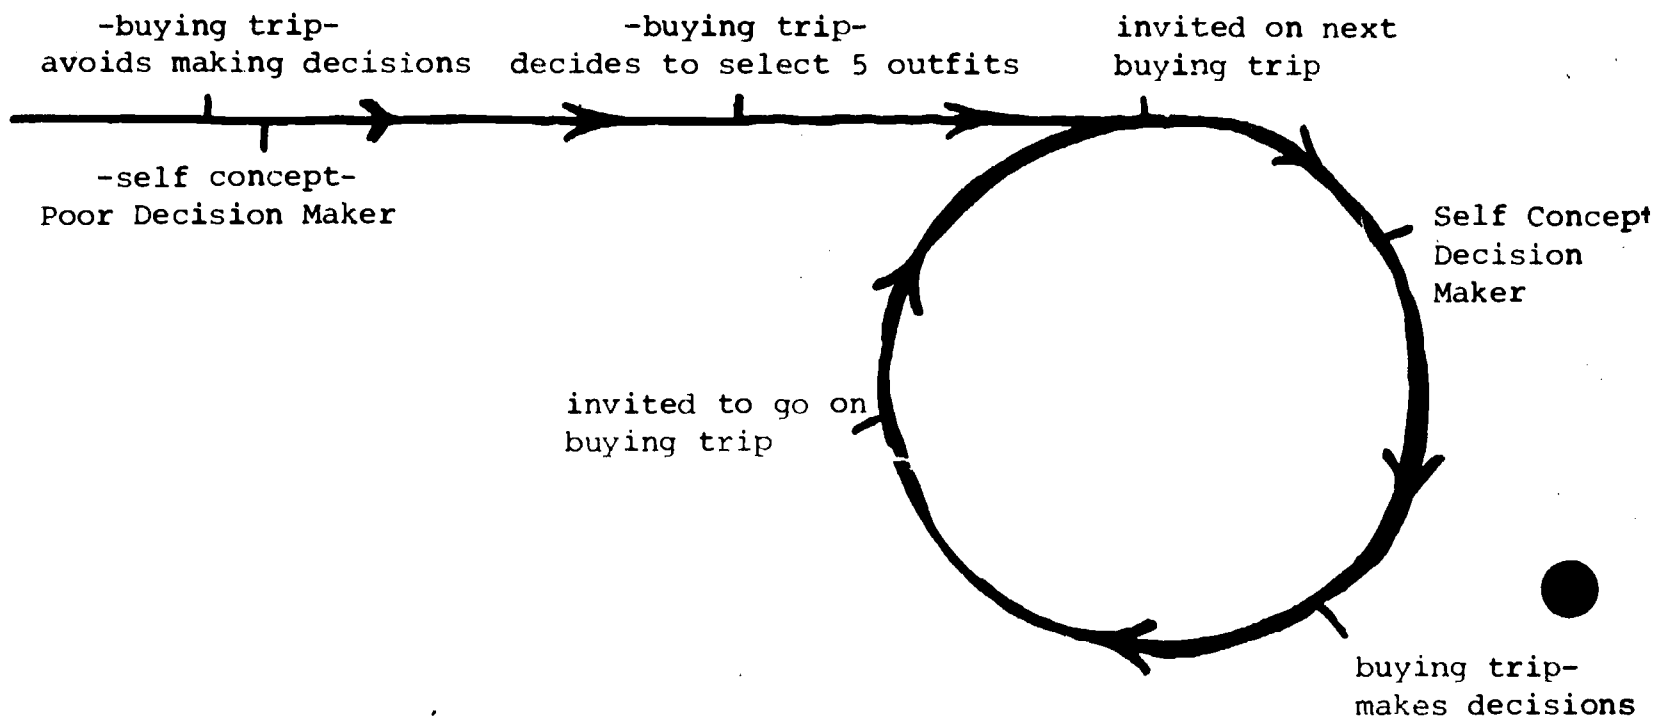 -buying trip-
avoids making decisions
-buying trip-
decides to select 5 outfits
invited on next
buying trip
-self concept-
Poor Decision Maker
Self Concept
Decision
Maker
invited to go on
buying trip
buying trip-
makes decisions